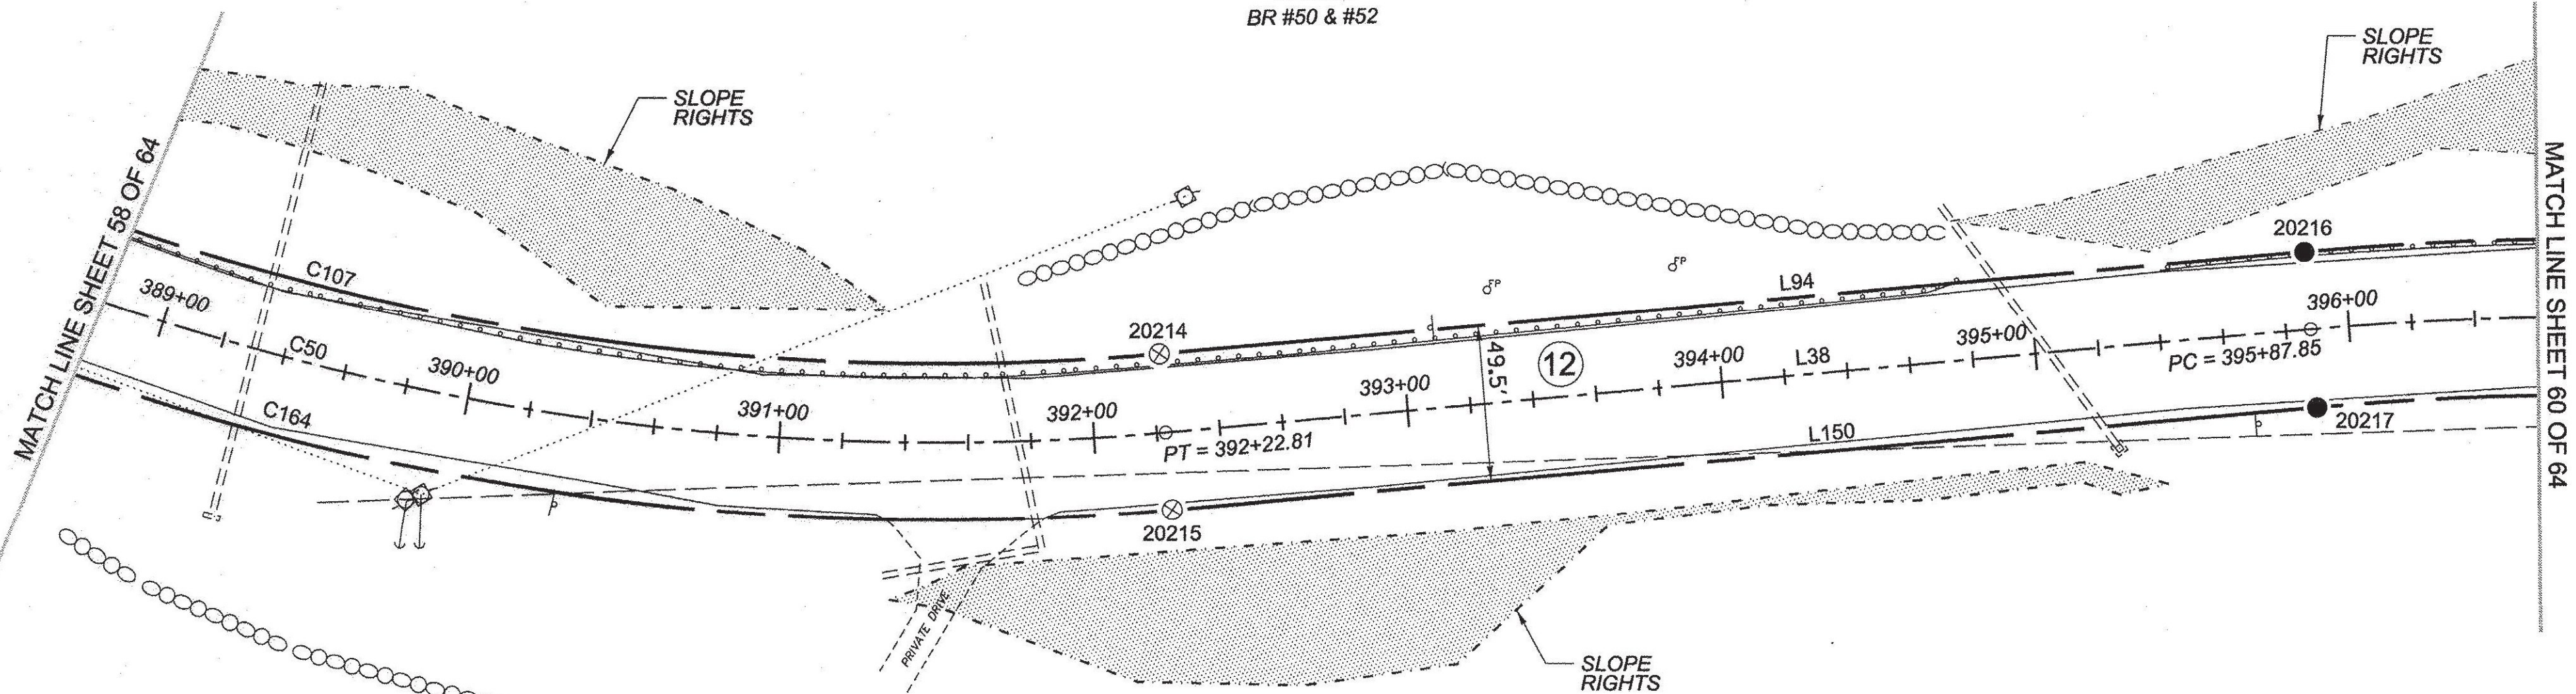 BR #50 & #52
SLOPE
RIGHTS
SLOPE
RIGHTS
MATCH LINE SHEET 58 OF 64
MATCH LINE SHEET 60 OF 64
20216
C107
FP
FP
L94
389+00
396+00
20214
C50
395+00
PC = 395+87.85
390+00
49.5'
12
394+00
L38
393+00
C164
391+00
392+00
20217
PT = 392+22.81
L150
20215
PRIVATE DRIVE
SLOPE
RIGHTS